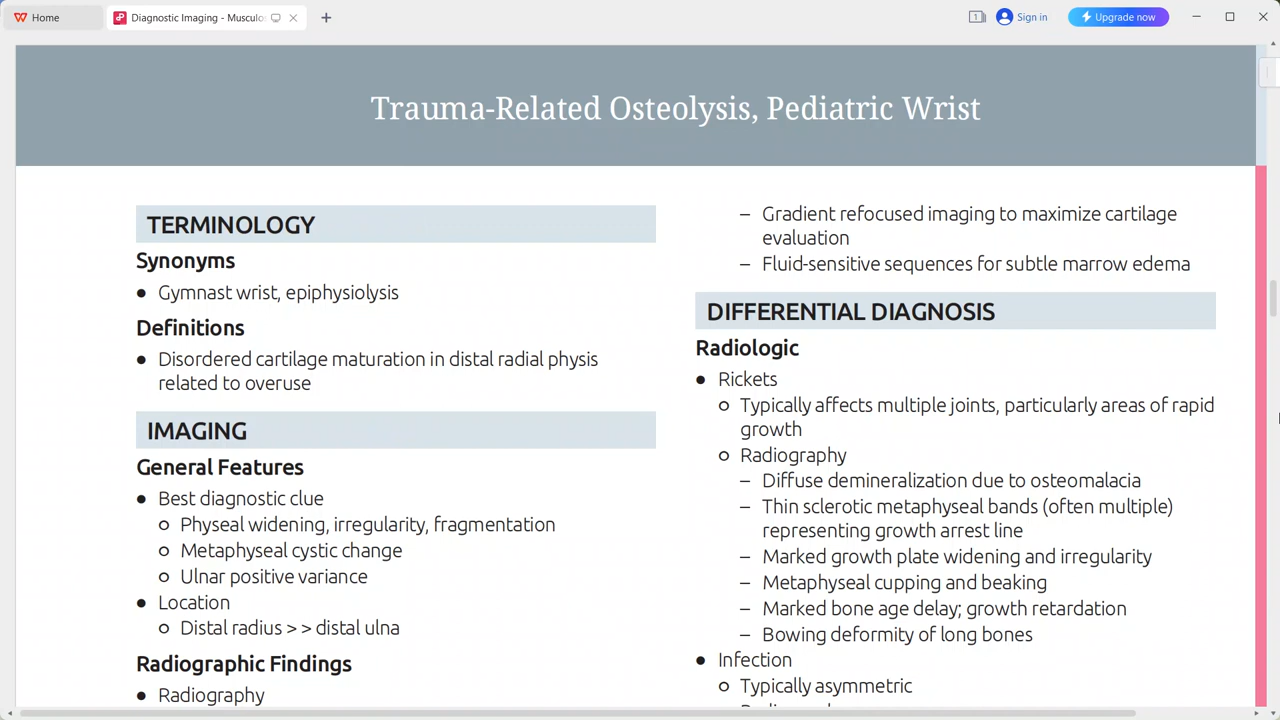 Home
Diagnostic Imaging - Musculos
Sign in
Upgrade now
Trauma-Related Osteolysis, Pediatric Wrist
TERMINOLOGY
Synonyms
● Gymnast wrist, epiphysiolysis
Definitions
● Disordered cartilage maturation in distal radial physis
related to overuse
IMAGING
General Features
● Best diagnostic clue
○ Physeal widening, irregularity, fragmentation
○ Metaphyseal cystic change
○ Ulnar positive variance
● Location
○ Distal radius > > distal ulna
Radiographic Findings
● Radiography
– Gradient refocused imaging to maximize cartilage
evaluation
– Fluid-sensitive sequences for subtle marrow edema
DIFFERENTIAL DIAGNOSIS
Radiologic
● Rickets
○ Typically affects multiple joints, particularly areas of rapid
growth
○ Radiography
– Diffuse demineralization due to osteomalacia
– Thin sclerotic metaphyseal bands (often multiple)
representing growth arrest line
– Marked growth plate widening and irregularity
– Metaphyseal cupping and beaking
– Marked bone age delay; growth retardation
– Bowing deformity of long bones
● Infection
○ Typically asymmetric